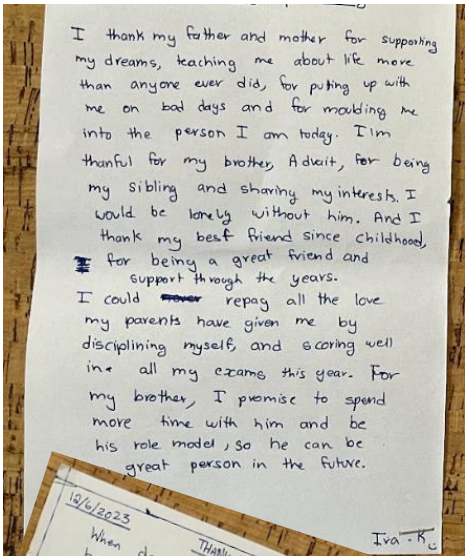 I thank my father and mother for supporting
my dreams, teaching me about life more
than anyone ever did, for puting up with
me on bad days and for moulding me
into the person I am today. I'm
thanful for my brother, Advait, for being
my sibling and sharing my interests. I
would be lonely without him. And I
thank my best friend since childhood,
for being a great friend and
support through the years.
I could repay all the love
my parents have given me by
disciplining myself, and scoring well
in all my exams this year. For
my brother, I promise to spend
more time with him and be
his role model, so he can be
great person in the future.
Ira. K
12/6/2023
THAN
When